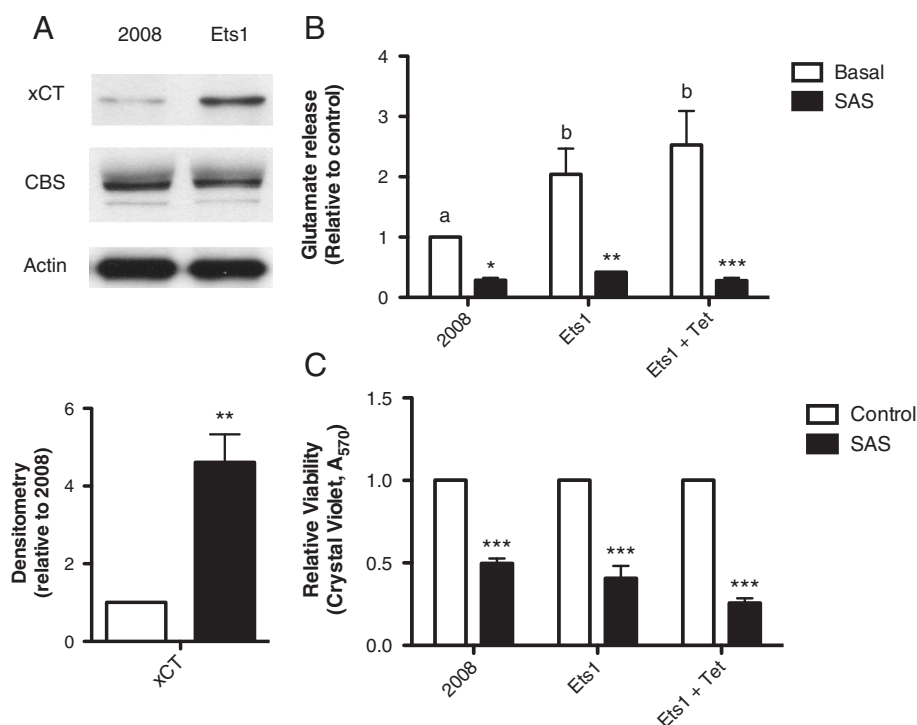 A
2008 Ets1
xCT
CBS
Actin
Densitometry
(relative to 2008)
6
4
2
0
**
xCT
B
Glutamate release
(Relative to control)
4
3
2
1
0
a
*
b
**
b
***
2008
Ets1
Ets1 + Tet
Basal
SAS
C
Relative Viability
(Crystal Violet, A570)
1.5
1.0
0.5
0.0
***
***
***
2008
Ets1
Ets1 + Tet
Control
SAS